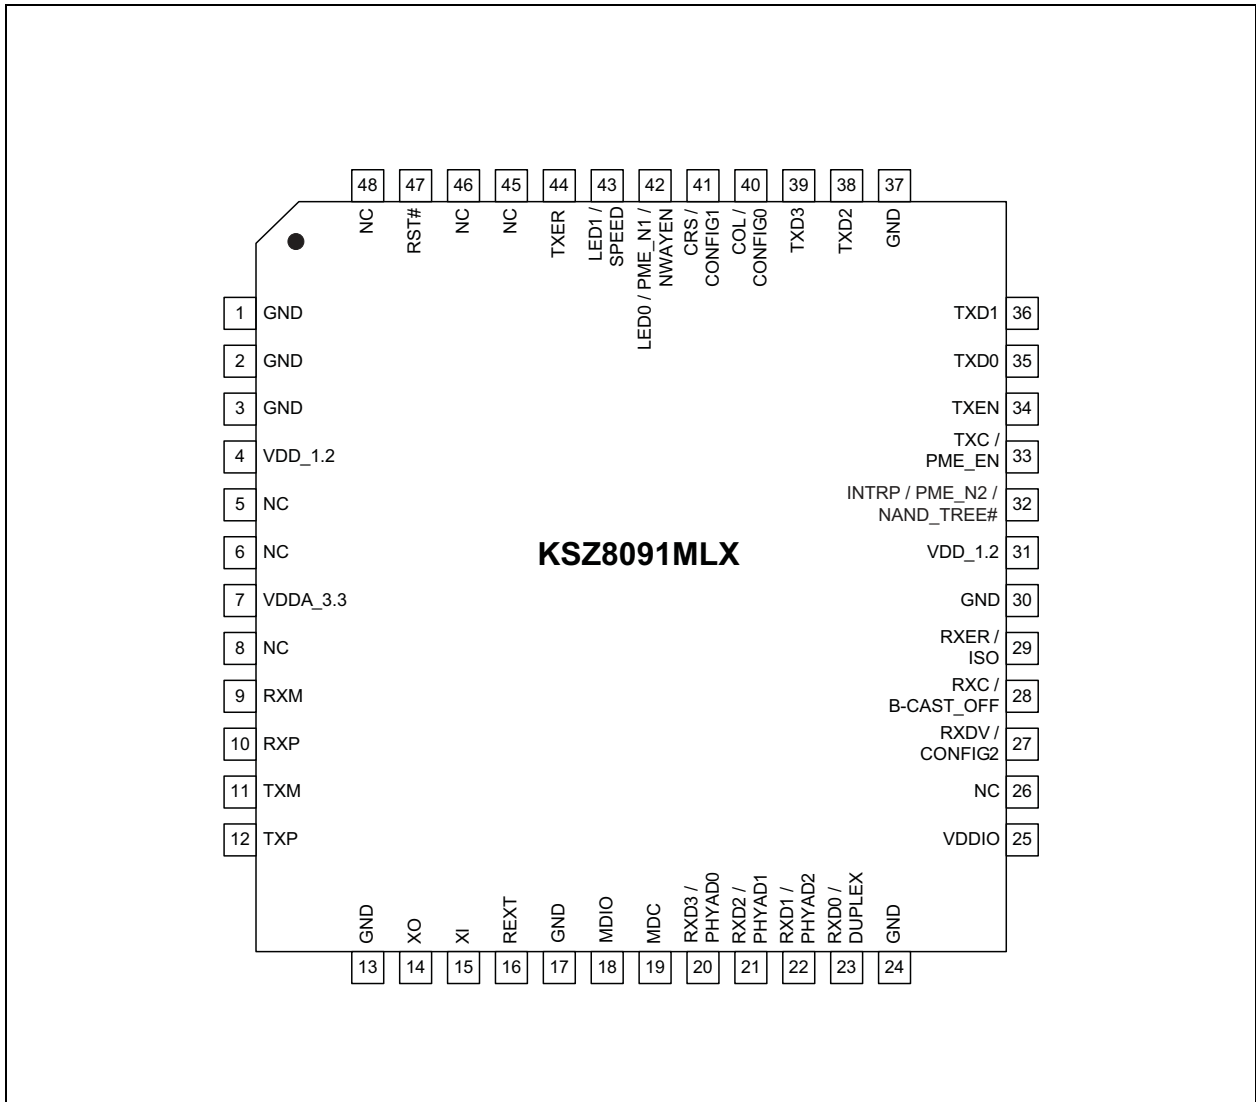 48
47
46
45
44
43
42
41
40
39
38
37
NC
RST#
NC
NC
TXER
LED1 /
SPEED
LED0 / PME_N1 /
NWAYEN
CRS /
CONFIG1
COL /
CONFIG0
TXD3
TXD2
GND
1 GND
2 GND
3 GND
4 VDD_1.2
5 NC
6 NC
7 VDDA_3.3
8 NC
9 RXM
10 RXP
11 TXM
12 TXP
KSZ8091MLX
TXD1 36
TXD0 35
TXEN 34
TXC /
PME_EN 33
INTRP / PME_N2 /
NAND_TREE# 32
VDD_1.2 31
GND 30
RXER /
ISO 29
RXC /
B-CAST_OFF 28
RXDV /
CONFIG2 27
NC 26
VDDIO 25
GND
XO
XI
REXT
GND
MDIO
MDC
RXD3 /
PHYAD0
RXD2 /
PHYAD1
RXD1 /
PHYAD2
RXD0 /
DUPLEX
GND
13
14
15
16
17
18
19
20
21
22
23
24